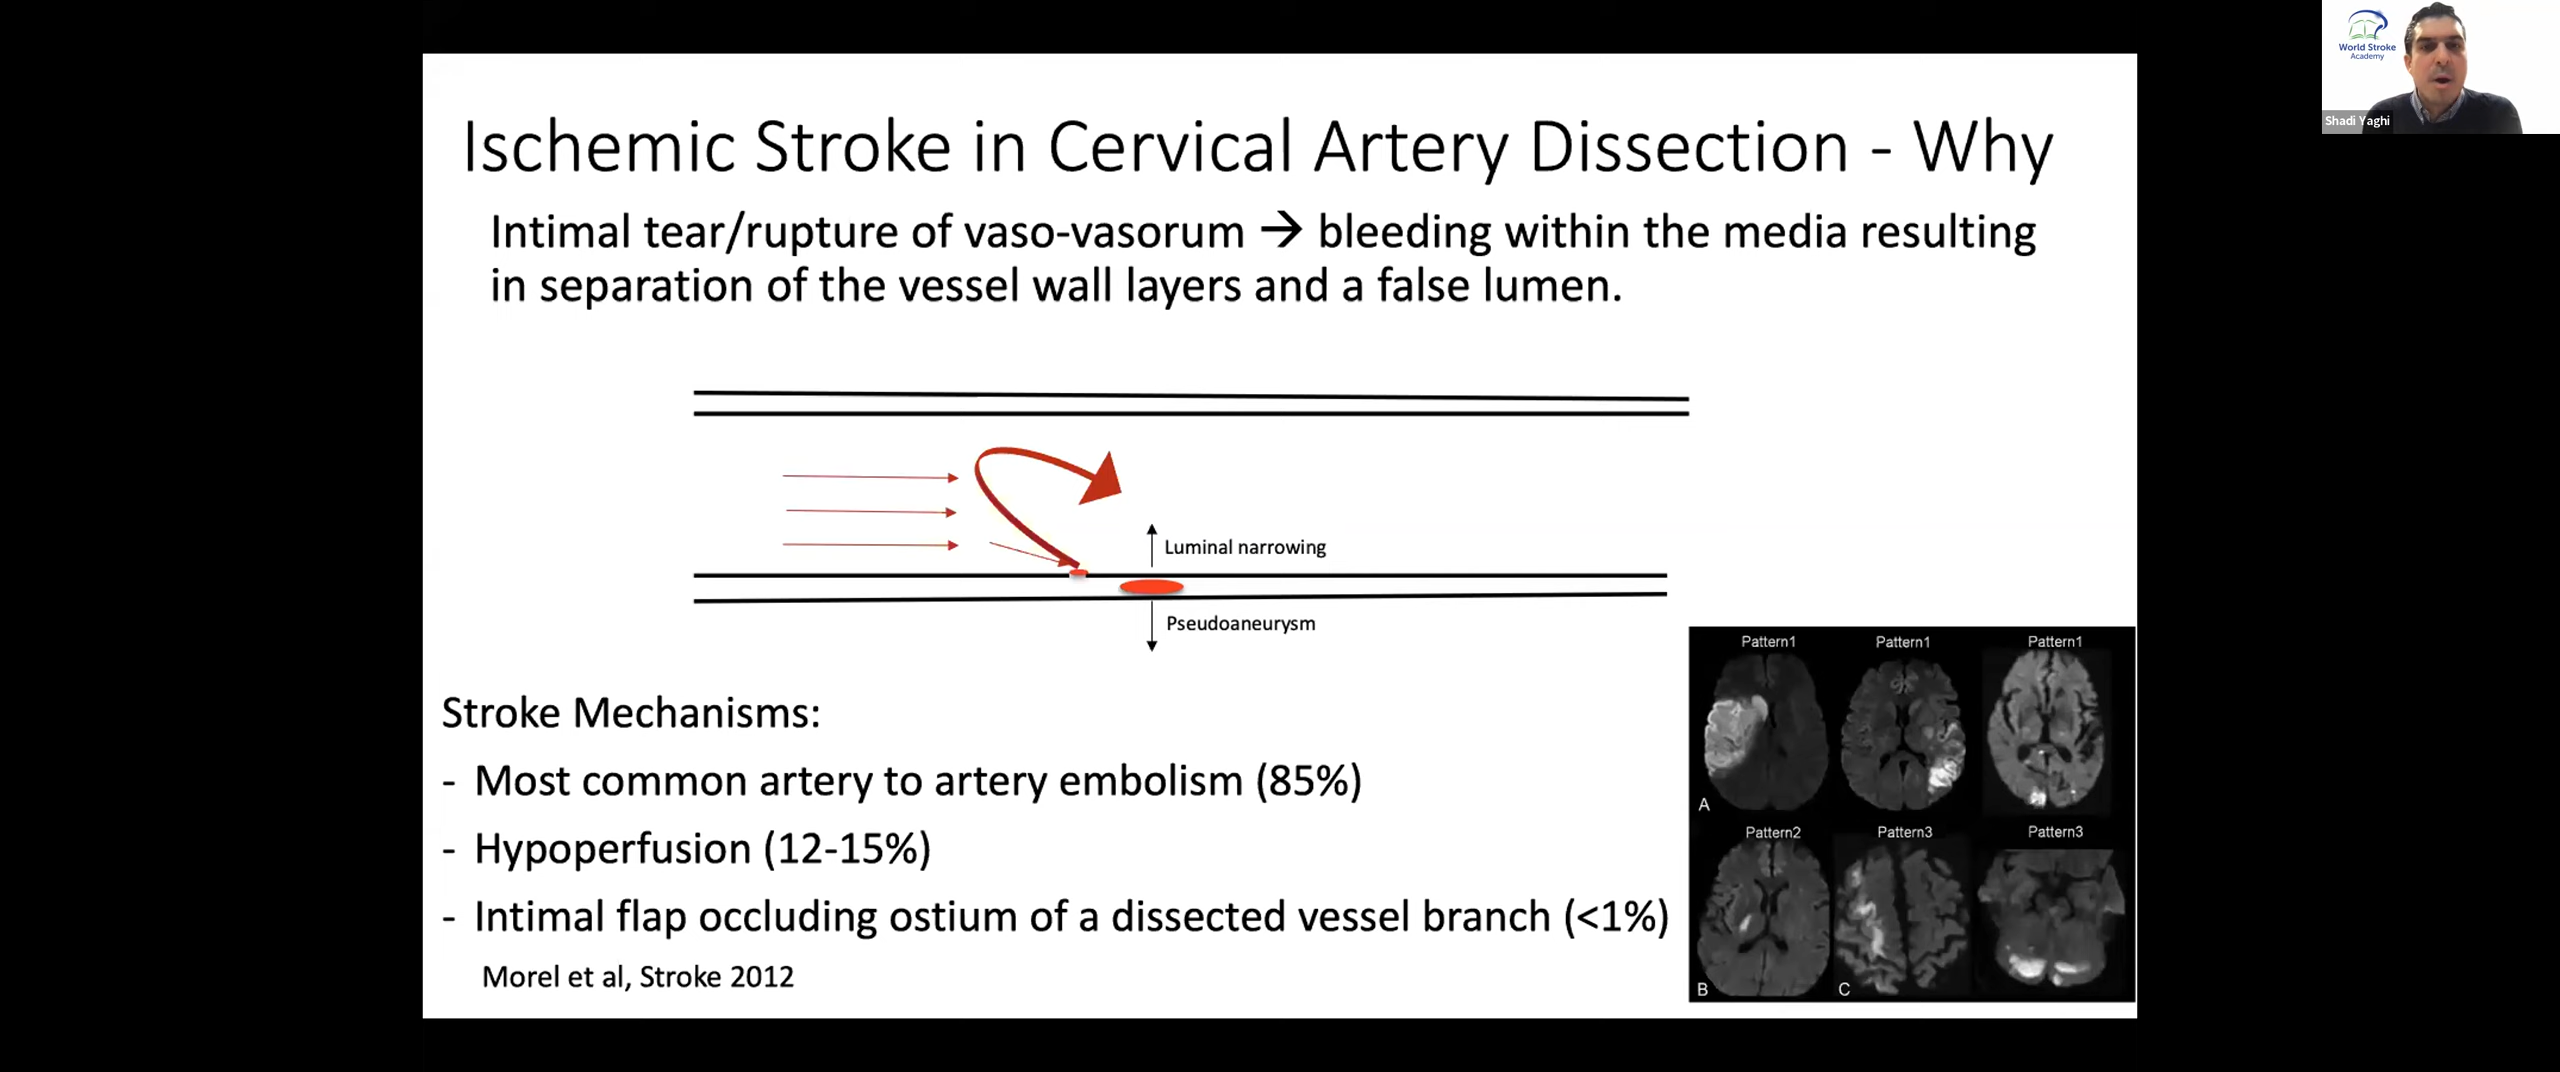 World Stroke
Academy
Shadi Yaghi
Ischemic Stroke in Cervical Artery Dissection - Why
Intimal tear/rupture of vaso-vasorum → bleeding within the media resulting
in separation of the vessel wall layers and a false lumen.
Luminal narrowing
Pseudoaneurysm
Stroke Mechanisms:
- Most common artery to artery embolism (85%)
- Hypoperfusion (12-15%)
- Intimal flap occluding ostium of a dissected vessel branch (<1%)
Morel et al, Stroke 2012
Pattern1 Pattern1 Pattern1
A
Pattern2 Pattern3 Pattern3
B C